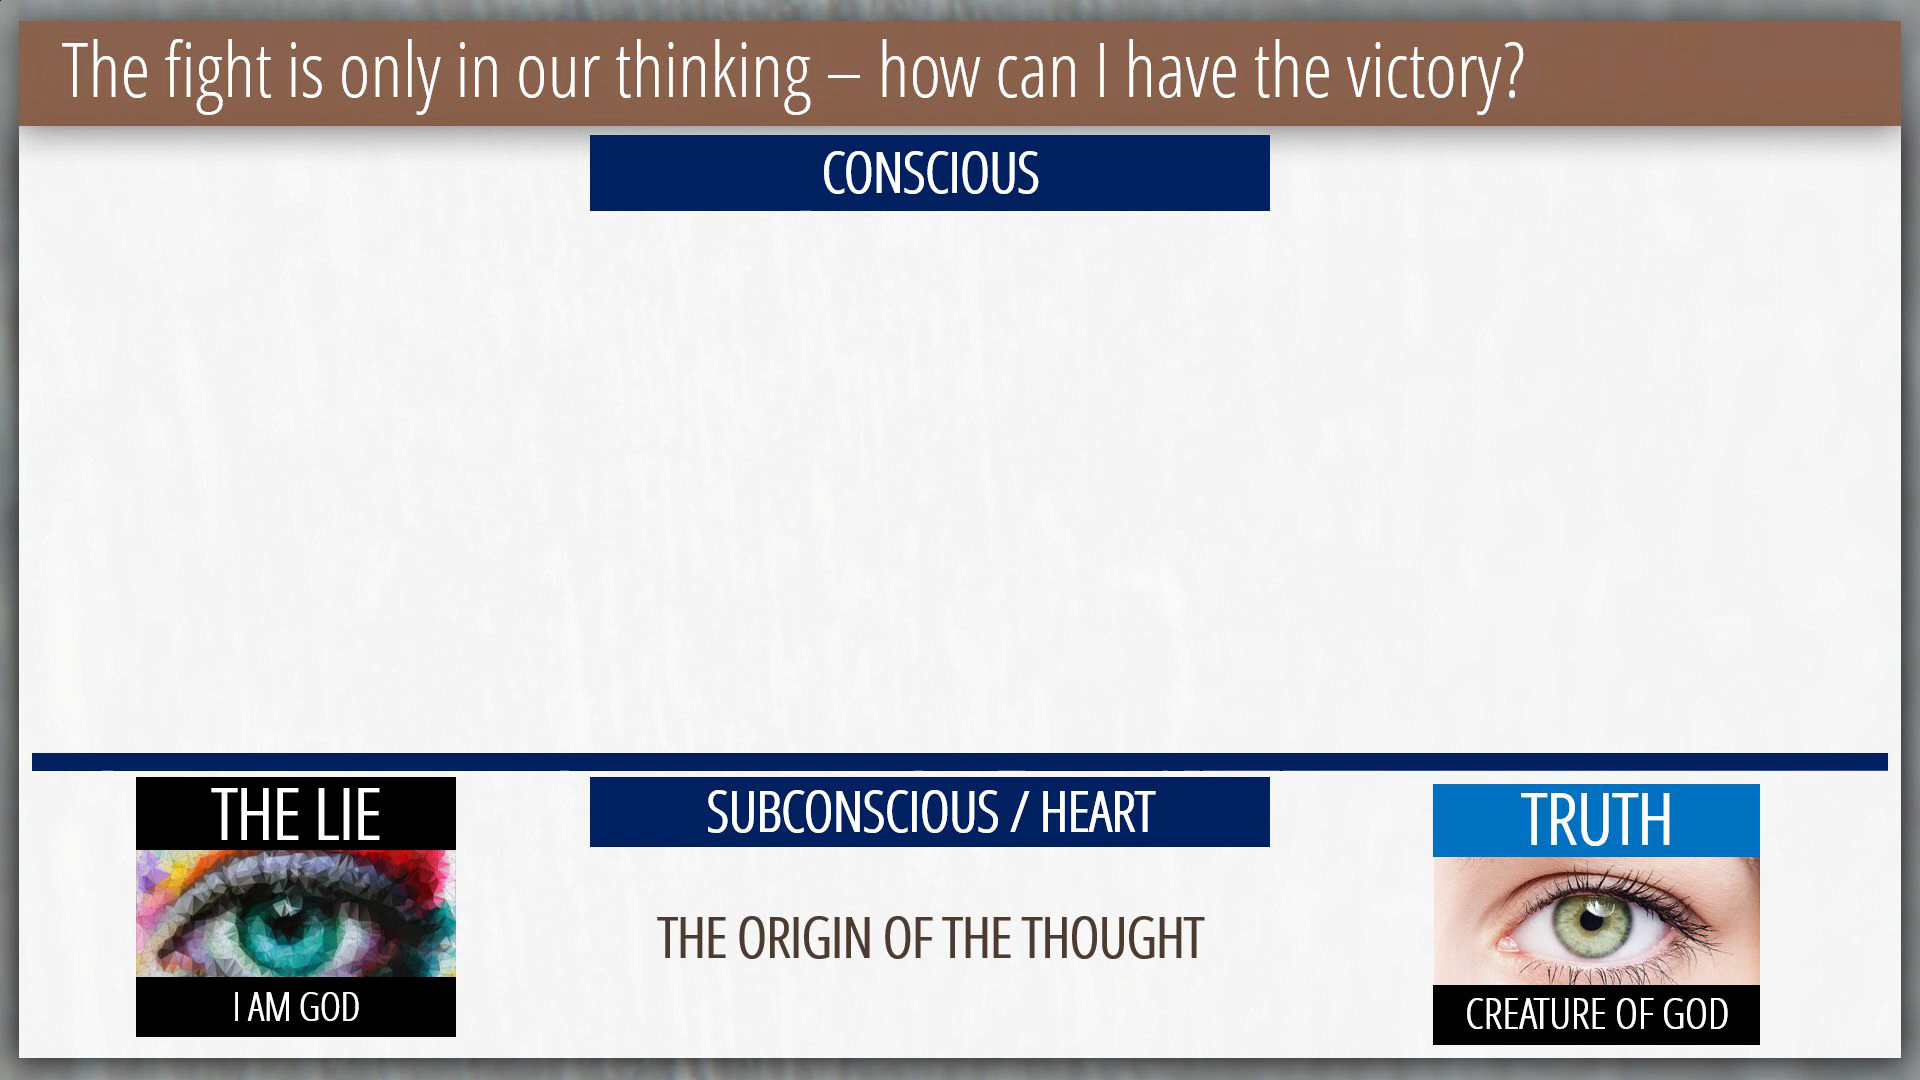 The fight is only in our thinking – how can I have the victory?
CONSCIOUS
THE LIE
I AM GOD
SUBCONSCIOUS / HEART
THE ORIGIN OF THE THOUGHT
TRUTH
CREATURE OF GOD